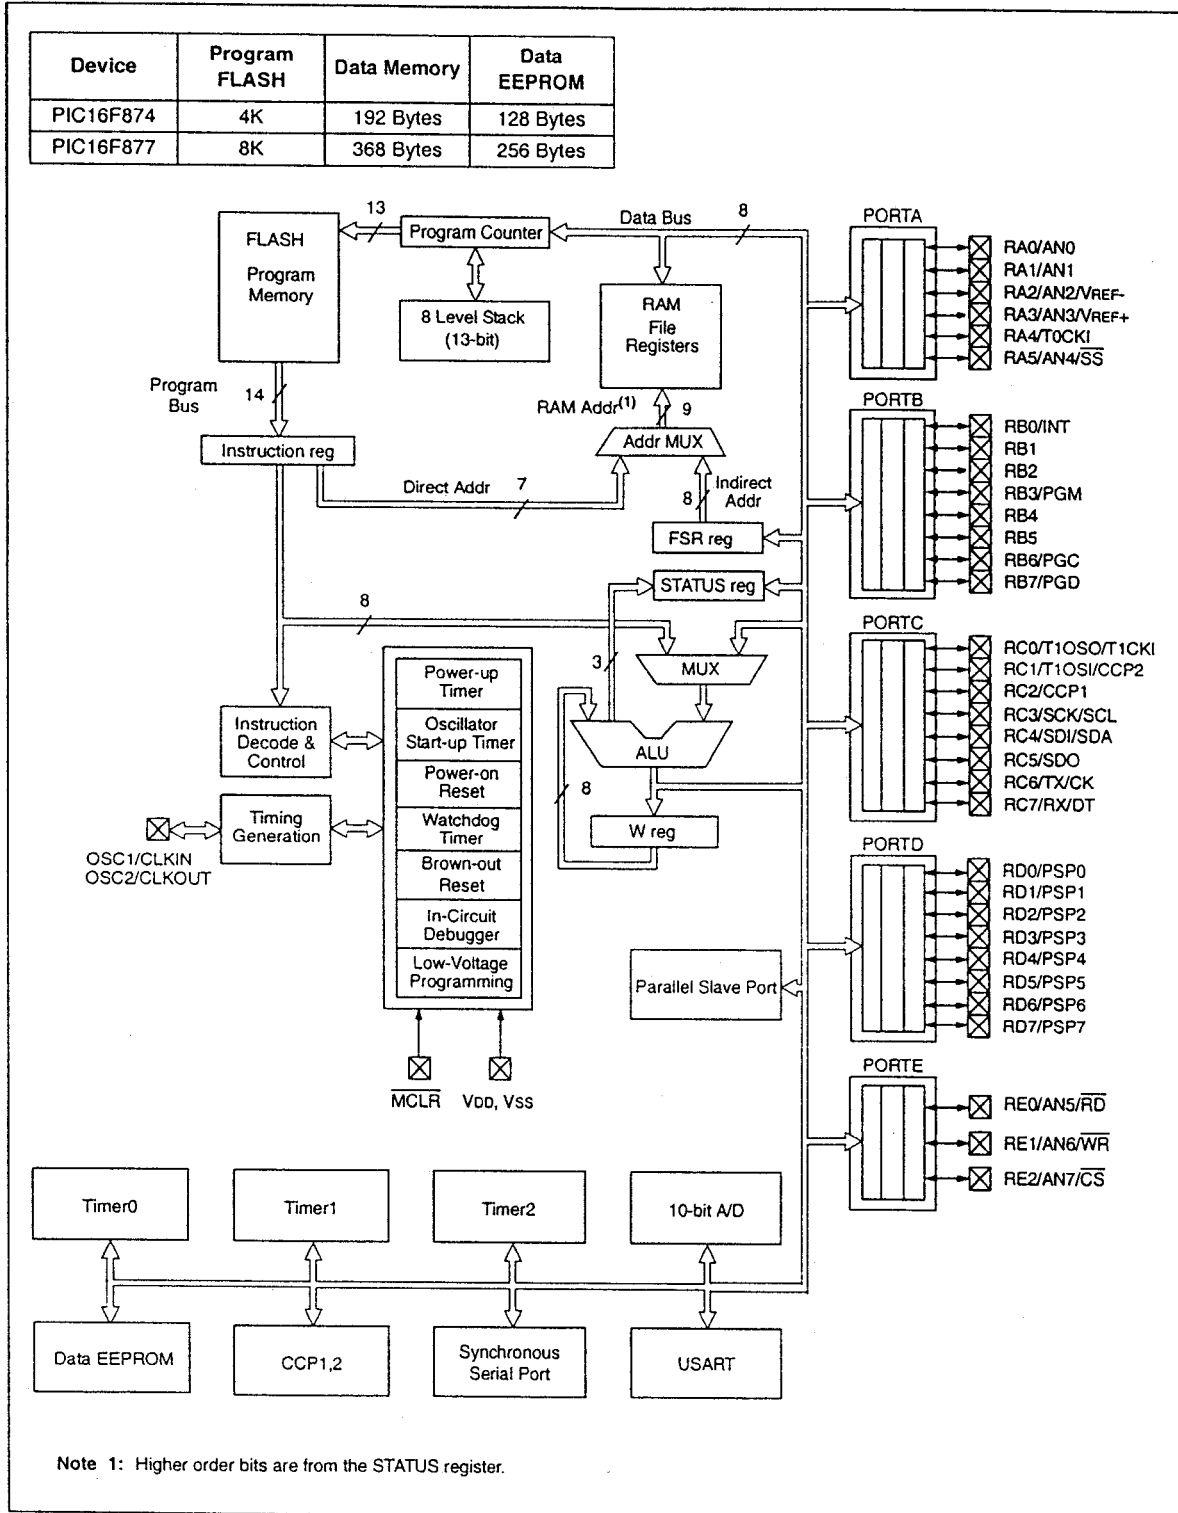 Device Program FLASH Data Memory Data EEPROM
PIC16F874 4K 192 Bytes 128 Bytes
PIC16F877 8K 368 Bytes 256 Bytes
FLASH
Program
Memory
13
Program Counter
8 Level Stack
(13-bit)
Data Bus
8
RAM
File
Registers
Program
Bus
14
RAM Addr(1)
9
Addr MUX
Instruction reg
Direct Addr
7
8
Indirect
Addr
FSR reg
STATUS reg
8
3
MUX
ALU
8
W reg
Power-up
Timer
Oscillator
Start-up Timer
Power-on
Reset
Watchdog
Timer
Brown-out
Reset
In-Circuit
Debugger
Low-Voltage
Programming
Instruction
Decode &
Control
Timing
Generation
OSC1/CLKIN
OSC2/CLKOUT
MCLR
VDD, VSS
Parallel Slave Port
PORTA
RA0/AN0
RA1/AN1
RA2/AN2/VREF-
RA3/AN3/VREF+
RA4/T0CKI
RA5/AN4/SS
PORTB
RB0/INT
RB1
RB2
RB3/PGM
RB4
RB5
RB6/PGC
RB7/PGD
PORTC
RC0/T1OSO/T1CKI
RC1/T1OSI/CCP2
RC2/CCP1
RC3/SCK/SCL
RC4/SDI/SDA
RC5/SDO
RC6/TX/CK
RC7/RX/DT
PORTD
RD0/PSP0
RD1/PSP1
RD2/PSP2
RD3/PSP3
RD4/PSP4
RD5/PSP5
RD6/PSP6
RD7/PSP7
PORTE
RE0/AN5/RD
RE1/AN6/WR
RE2/AN7/CS
Timer0
Timer1
Timer2
10-bit A/D
Data EEPROM
CCP1,2
Synchronous
Serial Port
USART
Note 1: Higher order bits are from the STATUS register.